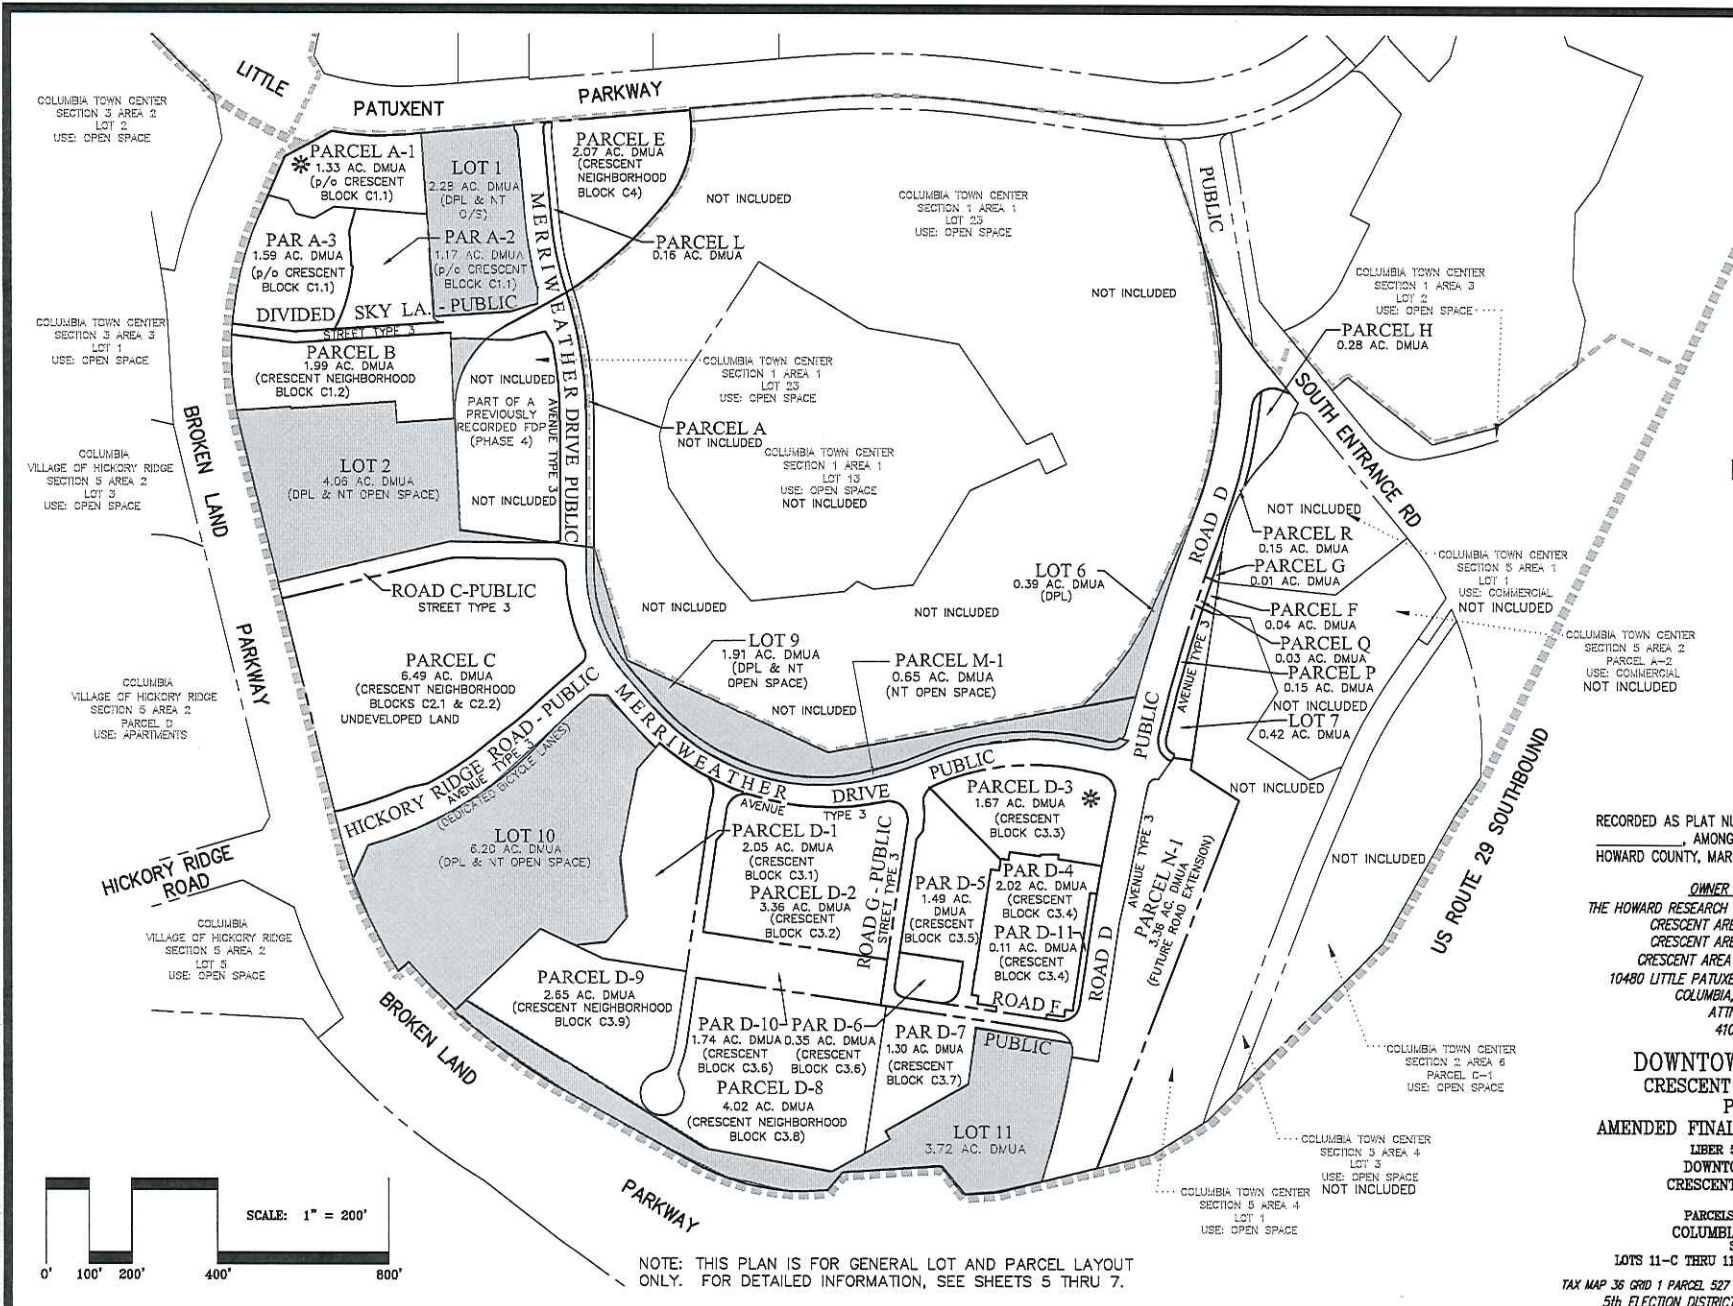 LITTLE
PATUXENT
PARKWAY
COLUMBIA TOWN CENTER
SECTION 3 AREA 2
LOT 2
USE: OPEN SPACE
PARCEL A-1
1.33 AC. DMUA
(p/o CRESCENT
BLOCK C1.1)
LOT 1
2.28 AC. DMUA
(DPL & NT
O/S)
PARCEL E
2.07 AC. DMUA
(CRESCENT
NEIGHBORHOOD
BLOCK C4)
NOT INCLUDED
COLUMBIA TOWN CENTER
SECTION 1 AREA 1
LOT 23
USE: OPEN SPACE
PUBLIC
PAR A-3
1.59 AC. DMUA
(p/o CRESCENT
BLOCK C1.1)
PAR A-2
1.17 AC. DMUA
(p/o CRESCENT
BLOCK C1.1)
PARCEL L
0.16 AC. DMUA
NOT INCLUDED
COLUMBIA TOWN CENTER
SECTION 1 AREA 3
LOT 2
USE: OPEN SPACE
MERRIWEATHER DRIVE PUBLIC
DIVIDED SKY LA. - PUBLIC
STREET TYPE 3
COLUMBIA TOWN CENTER
SECTION 3 AREA 3
LOT 1
USE: OPEN SPACE
PARCEL B
1.99 AC. DMUA
(CRESCENT NEIGHBORHOOD
BLOCK C1.2)
NOT INCLUDED
PART OF A
PREVIOUSLY
RECORDED FDP
(PHASE 4)
NOT INCLUDED
AVENUE TYPE 3
COLUMBIA TOWN CENTER
SECTION 1 AREA 1
LOT 23
USE: OPEN SPACE
PARCEL H
0.28 AC. DMUA
SOUTH ENTRANCE RD
PARCEL A
NOT INCLUDED
COLUMBIA TOWN CENTER
SECTION 1 AREA 1
LOT 13
USE: OPEN SPACE
NOT INCLUDED
BROKEN LAND
PARKWAY
COLUMBIA
VILLAGE OF HICKORY RIDGE
SECTION 5 AREA 2
LOT 3
USE: OPEN SPACE
LOT 2
4.06 AC. DMUA
(DPL & NT OPEN SPACE)
ROAD D
NOT INCLUDED
PARCEL R
0.15 AC. DMUA
PARCEL G
0.01 AC. DMUA
PARCEL F
0.04 AC. DMUA
PARCEL Q
0.03 AC. DMUA
PARCEL P
0.15 AC. DMUA
NOT INCLUDED
LOT 7
0.42 AC. DMUA
COLUMBIA TOWN CENTER
SECTION 5 AREA 1
LOT 1
USE: COMMERCIAL
NOT INCLUDED
COLUMBIA TOWN CENTER
SECTION 5 AREA 2
PARCEL A-2
USE: COMMERCIAL
NOT INCLUDED
ROAD C-PUBLIC
STREET TYPE 3
LOT 6
0.39 AC. DMUA
(DPL)
NOT INCLUDED
NOT INCLUDED
LOT 9
1.91 AC. DMUA
(DPL & NT
OPEN SPACE)
PARCEL M-1
0.65 AC. DMUA
(NT OPEN SPACE)
NOT INCLUDED
PUBLIC
AVENUE TYPE 3
PARCEL C
6.49 AC. DMUA
(CRESCENT NEIGHBORHOOD
BLOCKS C2.1 & C2.2)
UNDEVELOPED LAND
COLUMBIA
VILLAGE OF HICKORY RIDGE
SECTION 5 AREA 2
PARCEL D
USE: APARTMENTS
HICKORY RIDGE ROAD-PUBLIC
AVENUE TYPE 3
(DEDICATED BICYCLE LANES)
MERRIWEATHER DRIVE PUBLIC
AVENUE TYPE 3
NOT INCLUDED
US ROUTE 29 SOUTHBOUND
HICKORY RIDGE
ROAD
LOT 10
6.20 AC. DMUA
(DPL & NT OPEN SPACE)
PARCEL D-1
2.05 AC. DMUA
(CRESCENT
BLOCK C3.1)
PARCEL D-2
3.36 AC. DMUA
(CRESCENT
BLOCK C3.2)
ROAD G - PUBLIC
STREET TYPE 3
PARCEL D-3
1.67 AC. DMUA
(CRESCENT
BLOCK C3.3)
PAR D-5
1.49 AC.
DMUA
(CRESCENT
BLOCK C3.5)
PAR D-4
2.02 AC. DMUA
(CRESCENT
BLOCK C3.4)
PAR D-11
0.11 AC. DMUA
(CRESCENT
BLOCK C3.4)
ROAD F
PUBLIC
ROAD D
AVENUE TYPE 3
PARCEL N-1
3.36 AC. DMUA
(FUTURE ROAD EXTENSION)
NOT INCLUDED
COLUMBIA
VILLAGE OF HICKORY RIDGE
SECTION 5 AREA 2
LOT 5
USE: OPEN SPACE
PARCEL D-9
2.65 AC. DMUA
(CRESCENT NEIGHBORHOOD
BLOCK C3.9)
PAR D-10
1.74 AC. DMUA
(CRESCENT
BLOCK C3.6)
PAR D-6
0.35 AC. DMUA
(CRESCENT
BLOCK C3.6)
PAR D-7
1.30 AC. DMUA
(CRESCENT
BLOCK C3.7)
PARCEL D-8
4.02 AC. DMUA
(CRESCENT NEIGHBORHOOD
BLOCK C3.8)
LOT 11
3.72 AC. DMUA
BROKEN LAND
PARKWAY
COLUMBIA TOWN CENTER
SECTION 2 AREA 6
PARCEL C-1
USE: OPEN SPACE
COLUMBIA TOWN CENTER
SECTION 5 AREA 4
LOT 3
USE: OPEN SPACE
NOT INCLUDED
COLUMBIA TOWN CENTER
SECTION 5 AREA 4
LOT 1
USE: OPEN SPACE
SCALE: 1" = 200'
0' 100' 200' 400' 800'
NOTE: THIS PLAN IS FOR GENERAL LOT AND PARCEL LAYOUT
ONLY. FOR DETAILED INFORMATION, SEE SHEETS 5 THRU 7.
RECORDED AS PLAT
, AMONG
HOWARD COUNTY,
OWNER
THE HOWARD RESEARCH
CRESCENT
CRESCENT
CRESCENT AREA
10480 LITTLE
COLUMBIA,
CRESCENT
AMENDED
LIBER
CRESCENT
PARCELS
LOTS 11-C THRU
TAX MAP 36 GRID 1 PARCEL 527
5th ELECTION